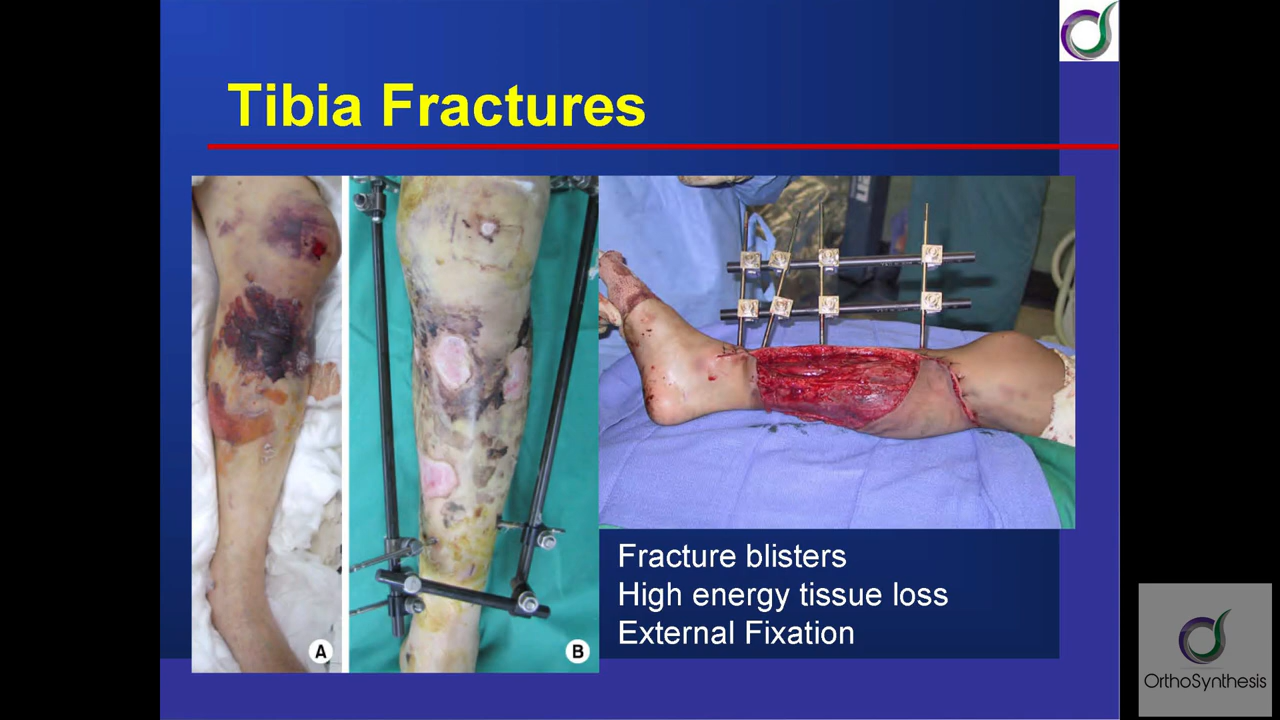 Tibia Fractures
A
B
Fracture blisters
High energy tissue loss
External Fixation
OrthoSynthesis